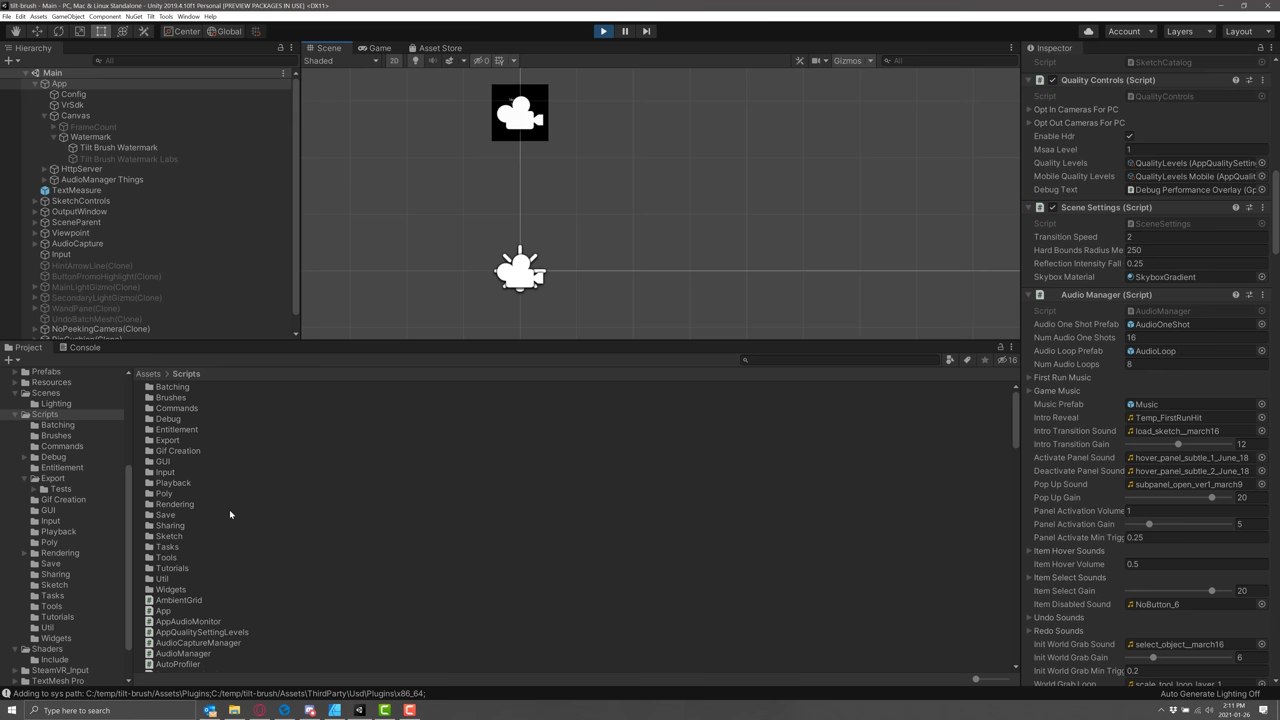 tilt-brush - Main - PC, Mac & Linux Standalone - Unity 2019.4.10f1 Personal [PREVIEW PACKAGES IN USE] <DX11>
File Edit Assets GameObject Component NuGet Tilt Tools Window Help
Center Global Account Layers Layout
Hierarchy
All
Main
App
Config
VrSdk
Canvas
FrameCount
Watermark
Tilt Brush Watermark
Tilt Brush Watermark Labs
HttpServer
AudioManager Things
TextMeasure
SketchControls
OutputWindow
SceneParent
Viewpoint
AudioCapture
Input
HintArrowLine(Clone)
ButtonPromoHighlight(Clone)
MainLightGizmo(Clone)
SecondaryLightGizmo(Clone)
WandPane(Clone)
UndoBatchMesh(Clone)
NoPeekingCamera(Clone)
Scene Game Asset Store
Shaded 2D 0 Gizmos All
Inspector
Script SketchCatalog
Quality Controls (Script)
Script QualityControls
Opt In Cameras For PC
Opt Out Cameras For PC
Enable Hdr
Msaa Level 1
Quality Levels QualityLevels (AppQualitySettin
Mobile Quality Levels QualityLevels Mobile (AppQualit
Debug Text Debug Performance Overlay (Gp
Scene Settings (Script)
Script SceneSettings
Transition Speed 2
Hard Bounds Radius Me 250
Reflection Intensity Fall 0.25
Skybox Material SkyboxGradient
Audio Manager (Script)
Script AudioManager
Audio One Shot Prefab AudioOneShot
Num Audio One Shots 16
Audio Loop Prefab AudioLoop
Num Audio Loops 8
First Run Music
Game Music
Music Prefab Music
Intro Reveal Temp_FirstRunHit
Intro Transition Sound load_sketch__march16
Intro Transition Gain 12
Activate Panel Sound hover_panel_subtle_1_June_18
Deactivate Panel Sound hover_panel_subtle_2_June_18
Pop Up Sound subpanel_open_ver1_march9
Pop Up Gain 20
Panel Activation Volume 1
Panel Activation Gain 5
Panel Activate Min Trigg 0.25
Item Hover Sounds
Item Hover Volume 0.5
Item Select Sounds
Item Select Gain 20
Item Disabled Sound NoButton_6
Undo Sounds
Redo Sounds
Init World Grab Sound select_object__march16
Init World Grab Gain 6
Init World Grab Min Trig 0.2
World Grab Loop scale_tool_loop_layer_1
Project Console
16
Prefabs
Resources
Scenes
Lighting
Scripts
Batching
Brushes
Commands
Debug
Entitlement
Export
Tests
Gif Creation
GUI
Input
Playback
Poly
Rendering
Save
Sharing
Sketch
Tasks
Tools
Tutorials
Util
Widgets
Shaders
Include
SteamVR_Input
TextMesh Pro
Assets > Scripts
Batching
Brushes
Commands
Debug
Entitlement
Export
Gif Creation
GUI
Input
Playback
Poly
Rendering
Save
Sharing
Sketch
Tasks
Tools
Tutorials
Util
Widgets
AmbientGrid
App
AppAudioMonitor
AppQualitySettingLevels
AudioCaptureManager
AudioManager
AutoProfiler
Adding to sys path: C:/temp/tilt-brush/Assets\Plugins;C:/temp/tilt-brush/Assets\ThirdParty\Usd\Plugins\x86_64;
Auto Generate Lighting Off
Type here to search
2:11 PM
2021-01-26